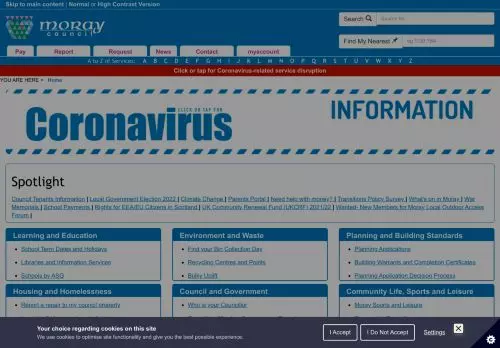 Skip to main content | Normal or High Contrast Version
moray
council
Search
Find My Nearest
Pay
Report
Request
News
Contact
myaccount
A to Z of Services: A B C D E F G H I J K L M N O P Q R S T U V W X Y Z
Click or tap for Coronavirus-related service disruption
YOU ARE HERE > Home
CLICK OR TAP FOR
Coronavirus INFORMATION
Spotlight
Council Tenants Information | Local Government Election 2022 | Climate Change | Parents Portal | Need help with money? | Transitions Policy Survey | What's on in Moray | War
Memorials | School Payments | Rights for EEA/EU Citizens in Scotland | UK Community Renewal Fund (UKCRF) 2021/22 | Wanted- New Members for Moray Local Outdoor Access
Forum |
Learning and Education
School Term Dates and Holidays
Libraries and Information Services
Schools by ASG
Environment and Waste
Find your Bin Collection Day
Recycling Centres and Points
Bulky Uplift
Planning and Building Standards
Planning Applications
Building Warrants and Completion Certificates
Planning Application Decision Process
Housing and Homelessness
Report a repair to my council property
Council and Government
Who is your Councillor
Community Life, Sports and Leisure
Moray Sports and Leisure
Your choice regarding cookies on this site
We use cookies to optimise site functionality and give you the best possible experience.
I Accept
I Do Not Accept
Settings